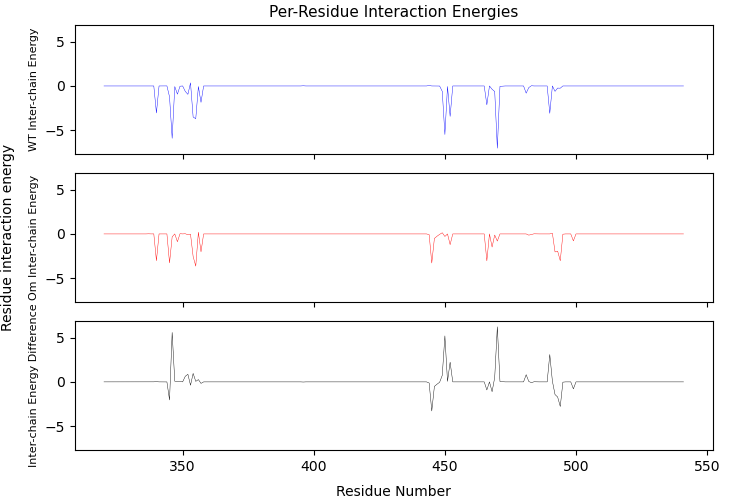 Per-Residue Interaction Energies
Residue interaction energy
WT Inter-chain Energy
5
0
−5
Om Inter-chain Energy
5
0
−5
Inter-chain Energy Difference
5
0
−5
350
400
450
500
550
Residue Number